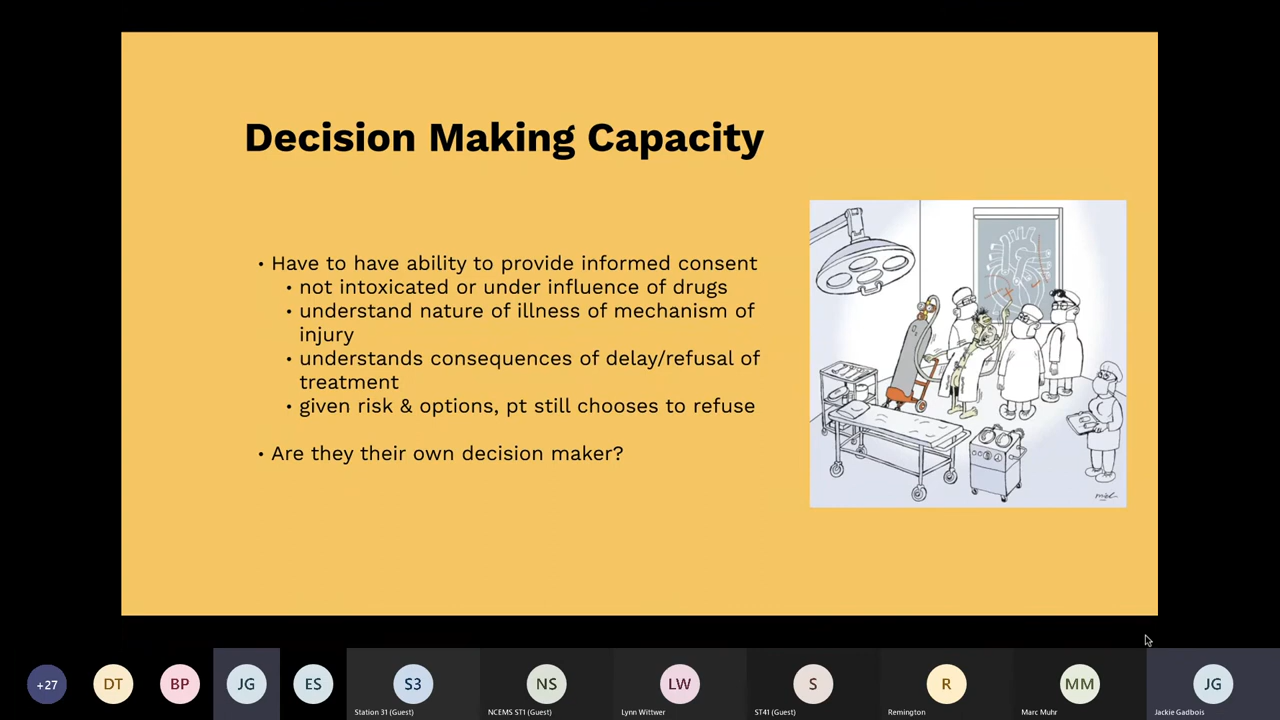 Decision Making Capacity
• Have to have ability to provide informed consent
• not intoxicated or under influence of drugs
• understand nature of illness of mechanism of
injury
• understands consequences of delay/refusal of
treatment
• given risk & options, pt still chooses to refuse
• Are they their own decision maker?
+27
DT
BP
JG
ES
S3
NS
LW
S
R
MM
JG
Station 31 (Guest)
NCEMS ST1 (Guest)
Lynn Wittwer
ST41 (Guest)
Remington
Marc Muhr
Jackie Gadbois